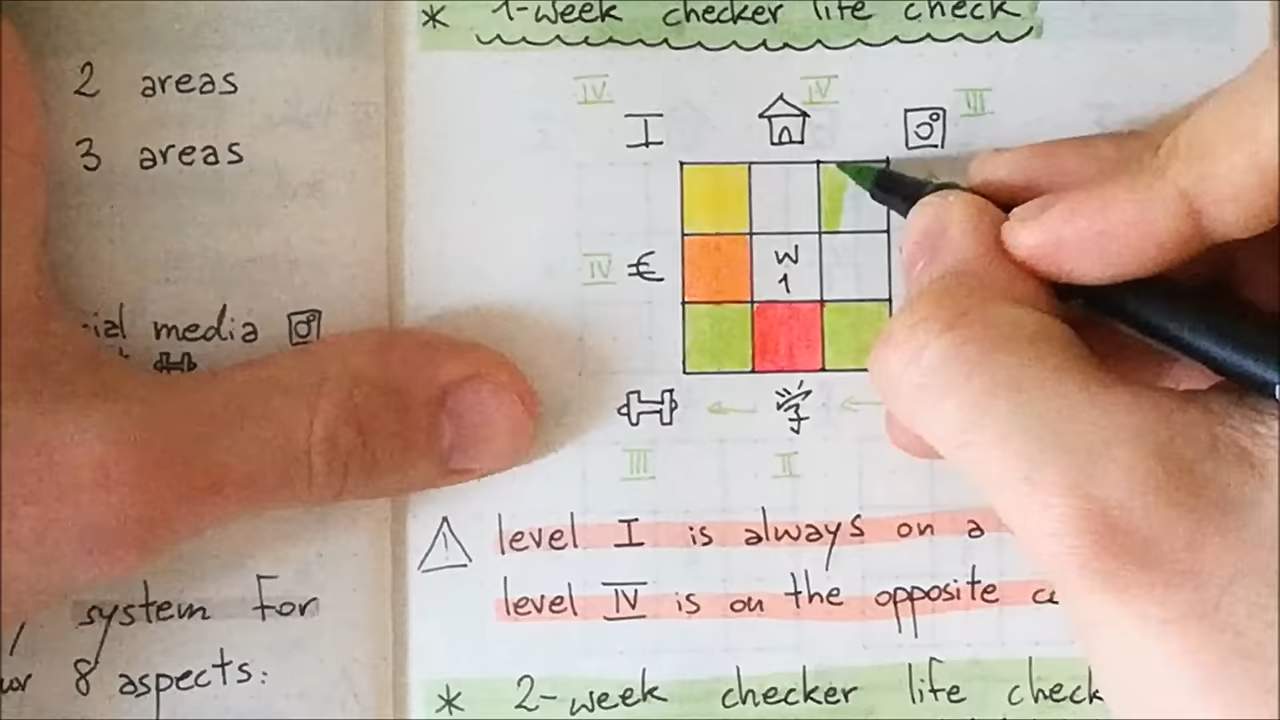 2 areas
3 areas
media
system for
8 aspects:
* 1-week checker life check
IV IV III
I
IV €
W
1
III II
level I is always on a
level IV is on the opposite
* 2-week checker life check